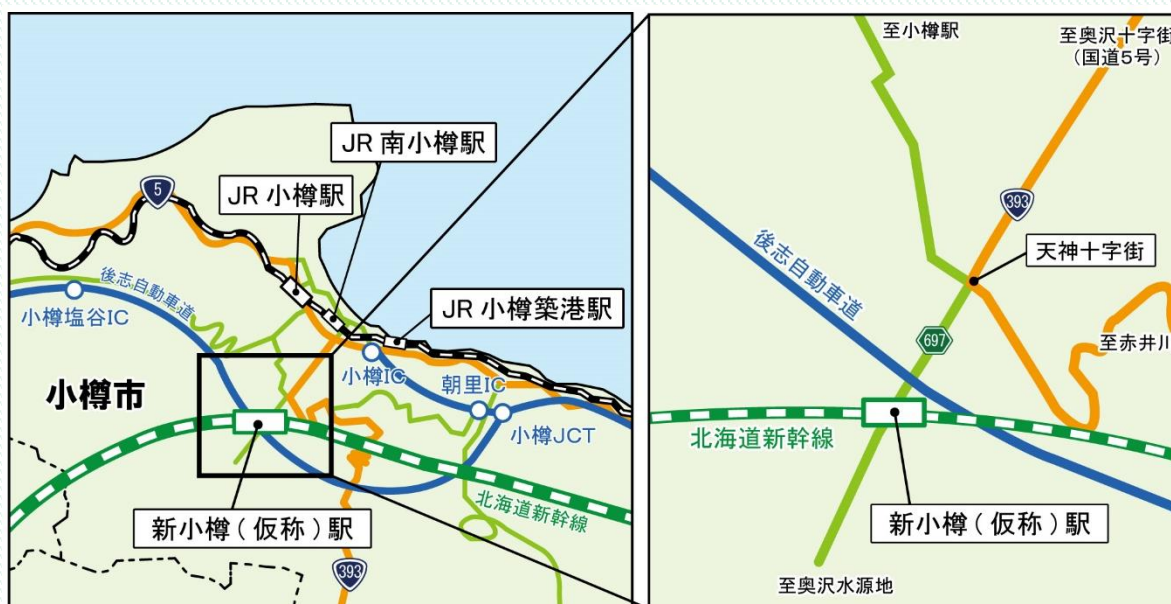 5
JR 南小樽駅
JR 小樽駅
後志自動車道
小樽塩谷IC
JR 小樽築港駅
小樽IC
朝里IC
小樽市
小樽JCT
新小樽(仮称)駅
北海道新幹線
393
至小樽駅
至奥沢十字街
(国道5号)
393
後志自動車道
天神十字街
697
至赤井川
北海道新幹線
新小樽(仮称)駅
至奥沢水源地